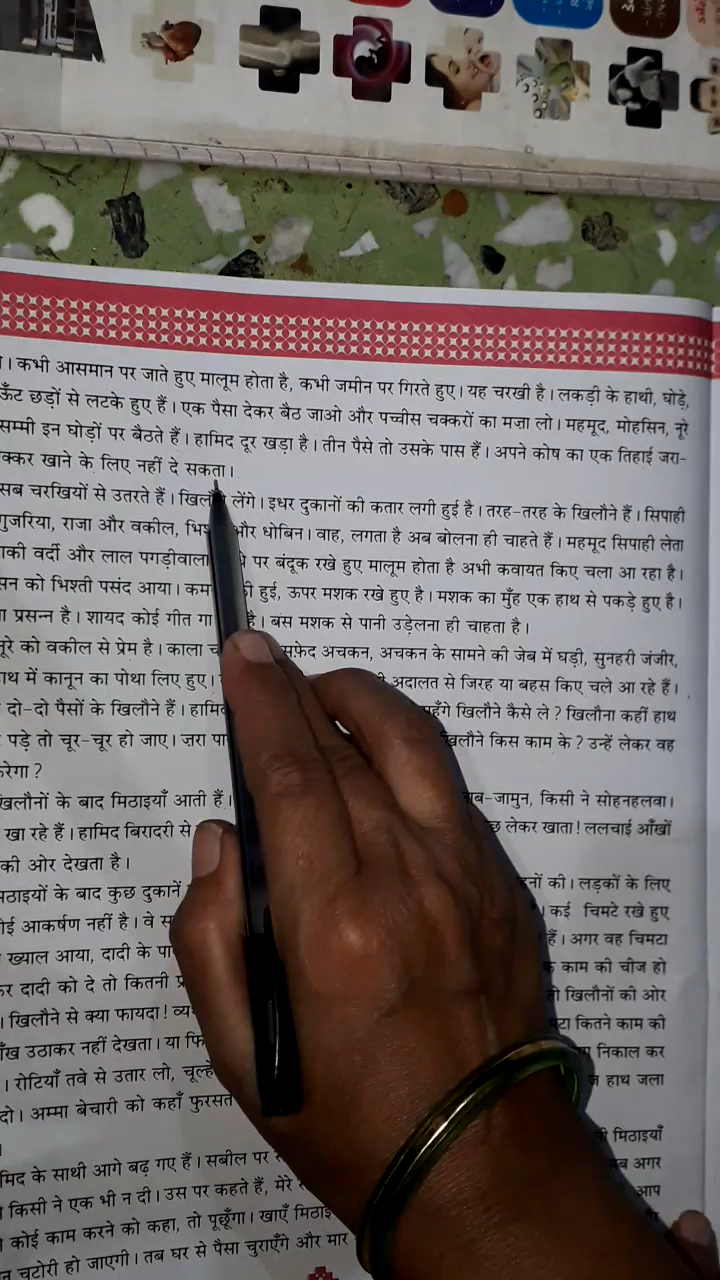 । कभी आसमान पर जाते हुए मालूम होता है, कभी जमीन पर गिरते हुए। यह चरखी है। लकड़ी के हाथी, घोड़े,
ऊँट छड़ों से लटके हुए हैं। एक पैसा देकर बैठ जाओ और पच्चीस चक्करों का मजा लो। महमूद, मोहसिन, नूरे
सम्मी इन घोड़ों पर बैठते हैं। हामिद दूर खड़ा है। तीन पैसे तो उसके पास हैं। अपने कोष का एक तिहाई जरा-
क्कर खाने के लिए नहीं दे सकता।
सब चरखियों से उतरते हैं। लेंगे। इधर दुकानों की कतार लगी हुई है। तरह-तरह के खिलौने हैं। सिपाही
गुजरिया, राजा और वकील, और धोबिन। वाह, लगता है अब बोलना ही चाहते हैं। महमूद सिपाही लेता
वर्दी और लाल पगड़ीवाला पर बंदूक रखे हुए मालूम होता है अभी कवायत किए चला आ रहा है।
को भिश्ती पसंद आया। हुई, ऊपर मशक रखे हुए है। मशक का मुँह एक हाथ से पकड़े हुए है।
प्रसन्न है। शायद कोई गीत गा है। बस मशक से पानी उड़ेलना ही चाहता है।
नूरे को वकील से प्रेम है। काला सफ़ेद अचकन, अचकन के सामने की जेब में घड़ी, सुनहरी जंजीर,
में कानून का पोथा लिए हुए। अदालत से जिरह या बहस किए चले आ रहे हैं।
दो-दो पैसों के खिलौने हैं। महँगे खिलौने कैसे ले ? खिलौना कहीं हाथ
पड़े तो चूर-चूर हो जाए। ज़रा खिलौने किस काम के ? उन्हें लेकर वह
करेगा ?
खिलौनों के बाद मिठाइयाँ आती हैं। किसी ने सोहनहलवा।
खा रहे हैं। हामिद बिरादरी से लेकर खाता! ललचाई आँखों
की ओर देखता है।
मिठाइयों के बाद कुछ दुकानें की। लड़कों के लिए
आकर्षण नहीं है। वे कई चिमटे रखे हुए
ख्याल आया, दादी के हैं। अगर वह चिमटा
दादी को दे तो कितनी काम की चीज हो
। खिलौने से क्या फायदा! खिलौनों की ओर
उठाकर नहीं देखता। या कितने काम की
निकाल कर
। रोटियाँ तवे से उतार लो, हाथ जला
दो। अम्मा बेचारी को कहाँ फुरसत
मिठाइयाँ
के साथी आगे बढ़ गए हैं। सबील पर अगर
किसी ने एक भी न दी। उस पर कहते हैं, मेरे आप
कोई काम करने को कहा, तो पूछूँगा। खाएँ
चटोरी हो जाएगी। तब घर से पैसा चुराएँगे और मार